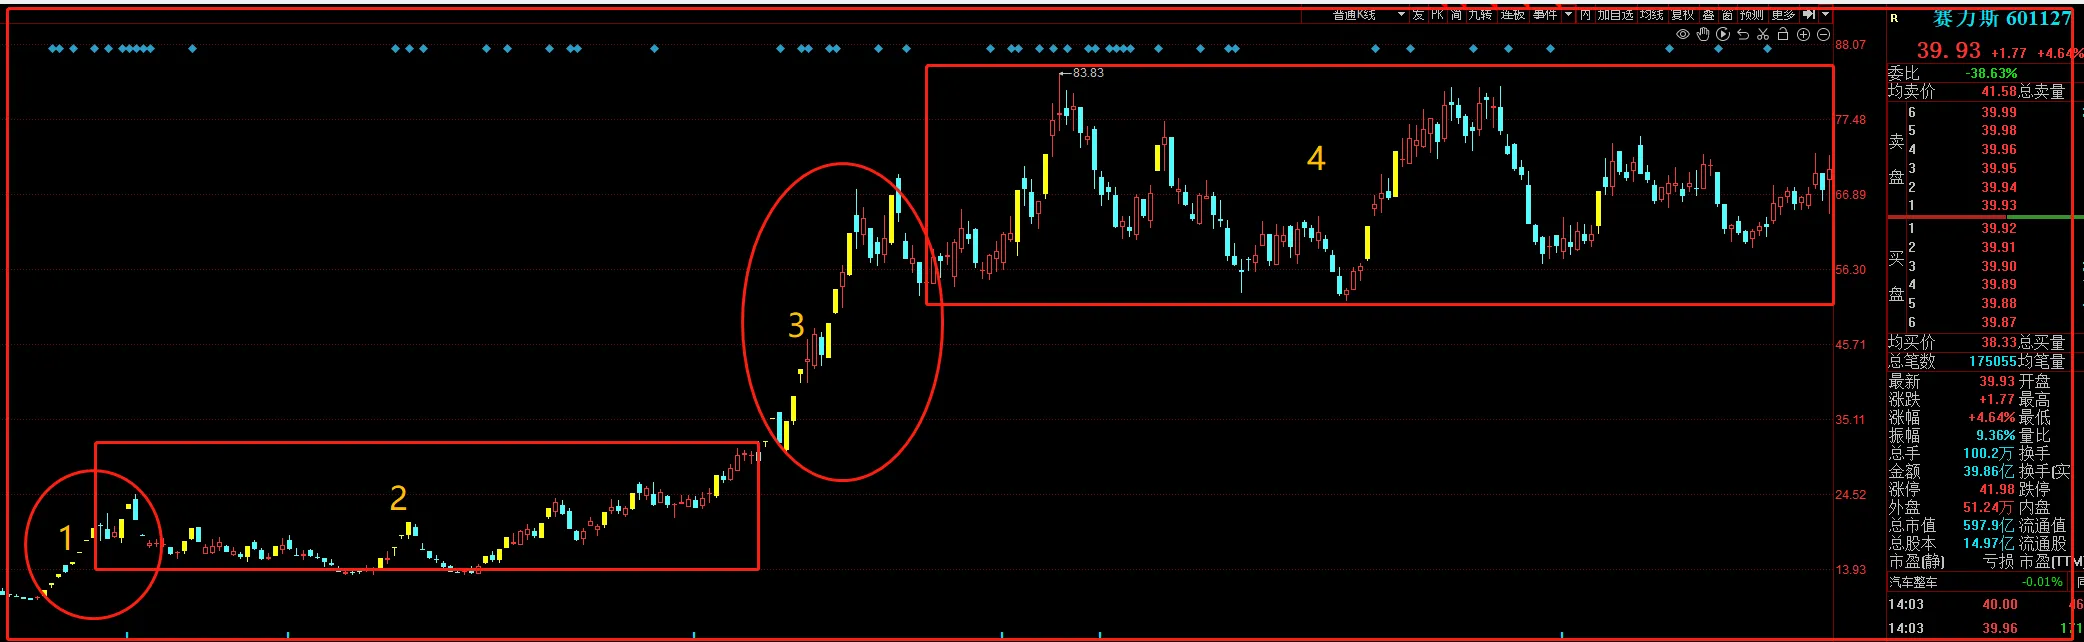 普通K线 发 PK 简 九转 连板 事件 内 加自选 均线 复权 叠 窗 预测 更多
R 赛力斯 601127
88.07
39.93 +1.77 +4.64%
委比 -38.63%
83.83
均卖价 41.58 总卖量
卖盘
6 39.99
77.48
5 39.98
4 39.96
4
3 39.95
2 39.94
66.89
1 39.93
买盘
1 39.92
2 39.91
3 39.90
56.30
4 39.89
5 39.88
6 39.87
3
45.71
均买价 38.33 总买量
总笔数 175055 均笔量
最新 39.93 开盘
涨跌 +1.77 最高
涨幅 +4.64% 最低
35.11
振幅 9.36% 量比
总手 100.2万 换手
金额 39.86亿 换手(实
涨停 41.98 跌停
24.52
2
外盘 51.24万 内盘
总市值 597.9亿 流通值
1
总股本 14.97亿 流通股
市盈(静) 亏损 市盈(TTM)
13.93
汽车整车 -0.01%
14:03 40.00
14:03 39.96